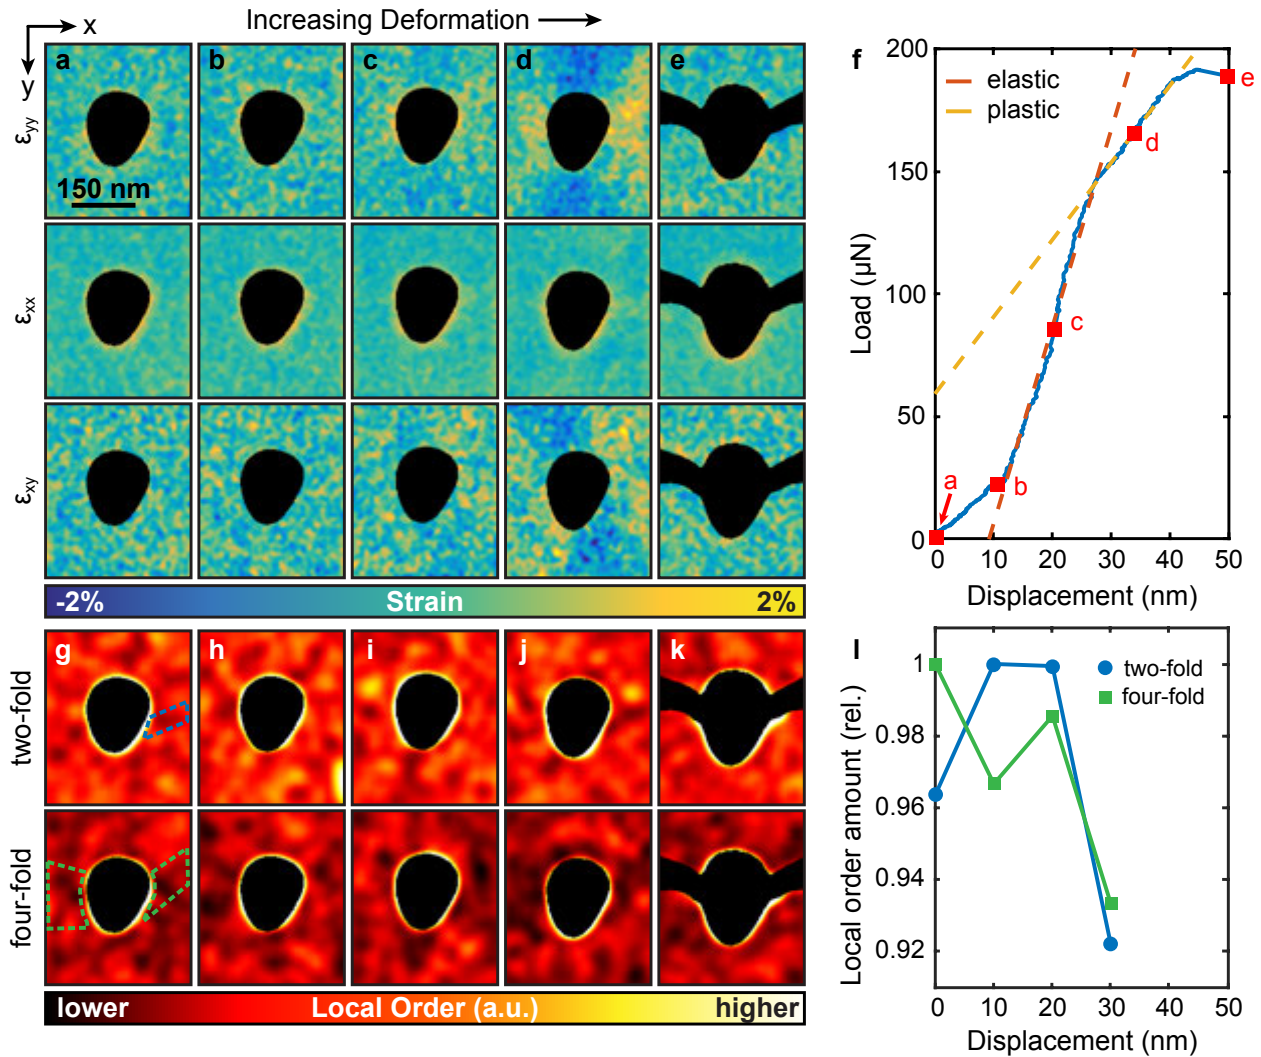 Increasing Deformation
x
y
a b c d e
εyy
150 nm
εxx
εxy
-2% Strain 2%
g h i j k
two-fold
four-fold
lower Local Order (a.u.) higher
f
elastic
plastic
200
150
100
50
0
Load (µN)
a
b
c
d
e
0 10 20 30 40 50
Displacement (nm)
l
two-fold
four-fold
1
0.98
0.96
0.94
0.92
Local order amount (rel.)
0 10 20 30 40 50
Displacement (nm)